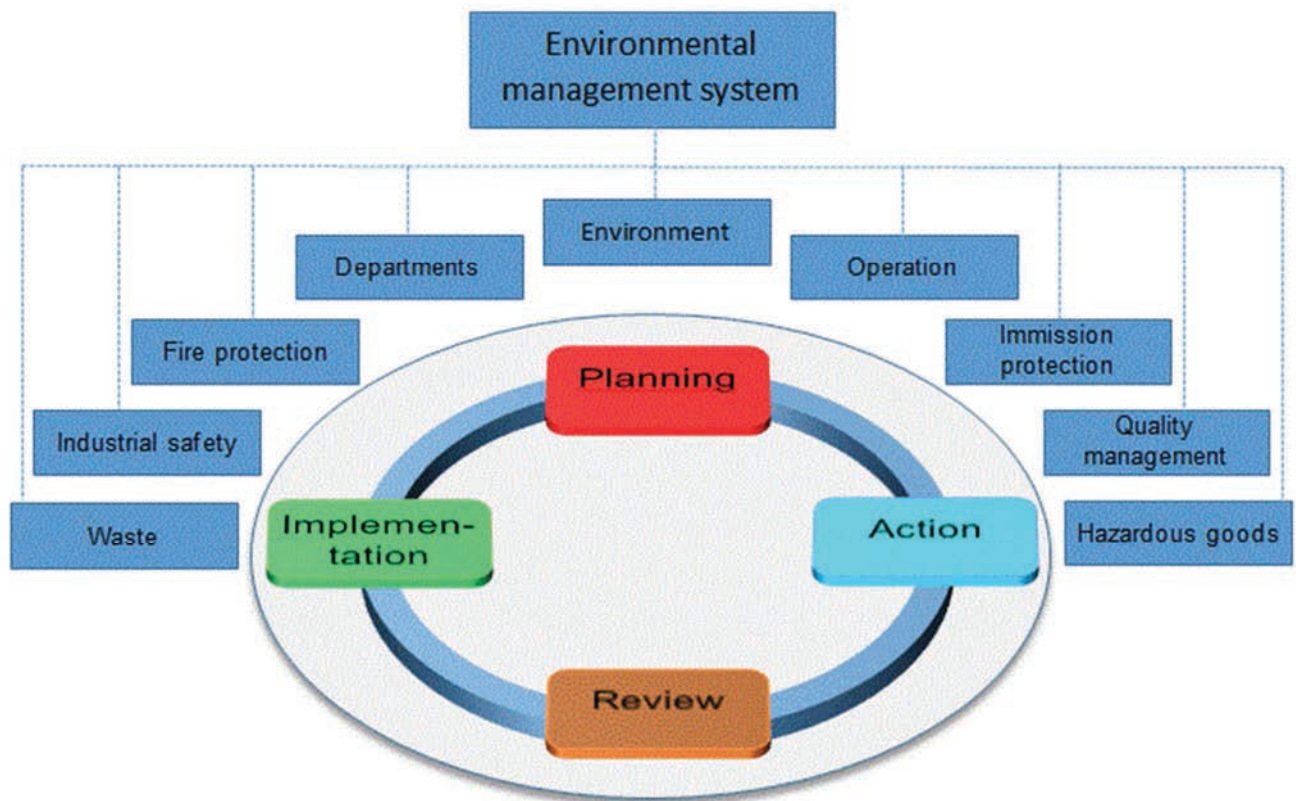 Environmental
management system
Environment
Departments
Operation
Fire protection
Immission
protection
Planning
Industrial safety
Quality
management
Waste
Implemen-
tation
Action
Hazardous goods
Review